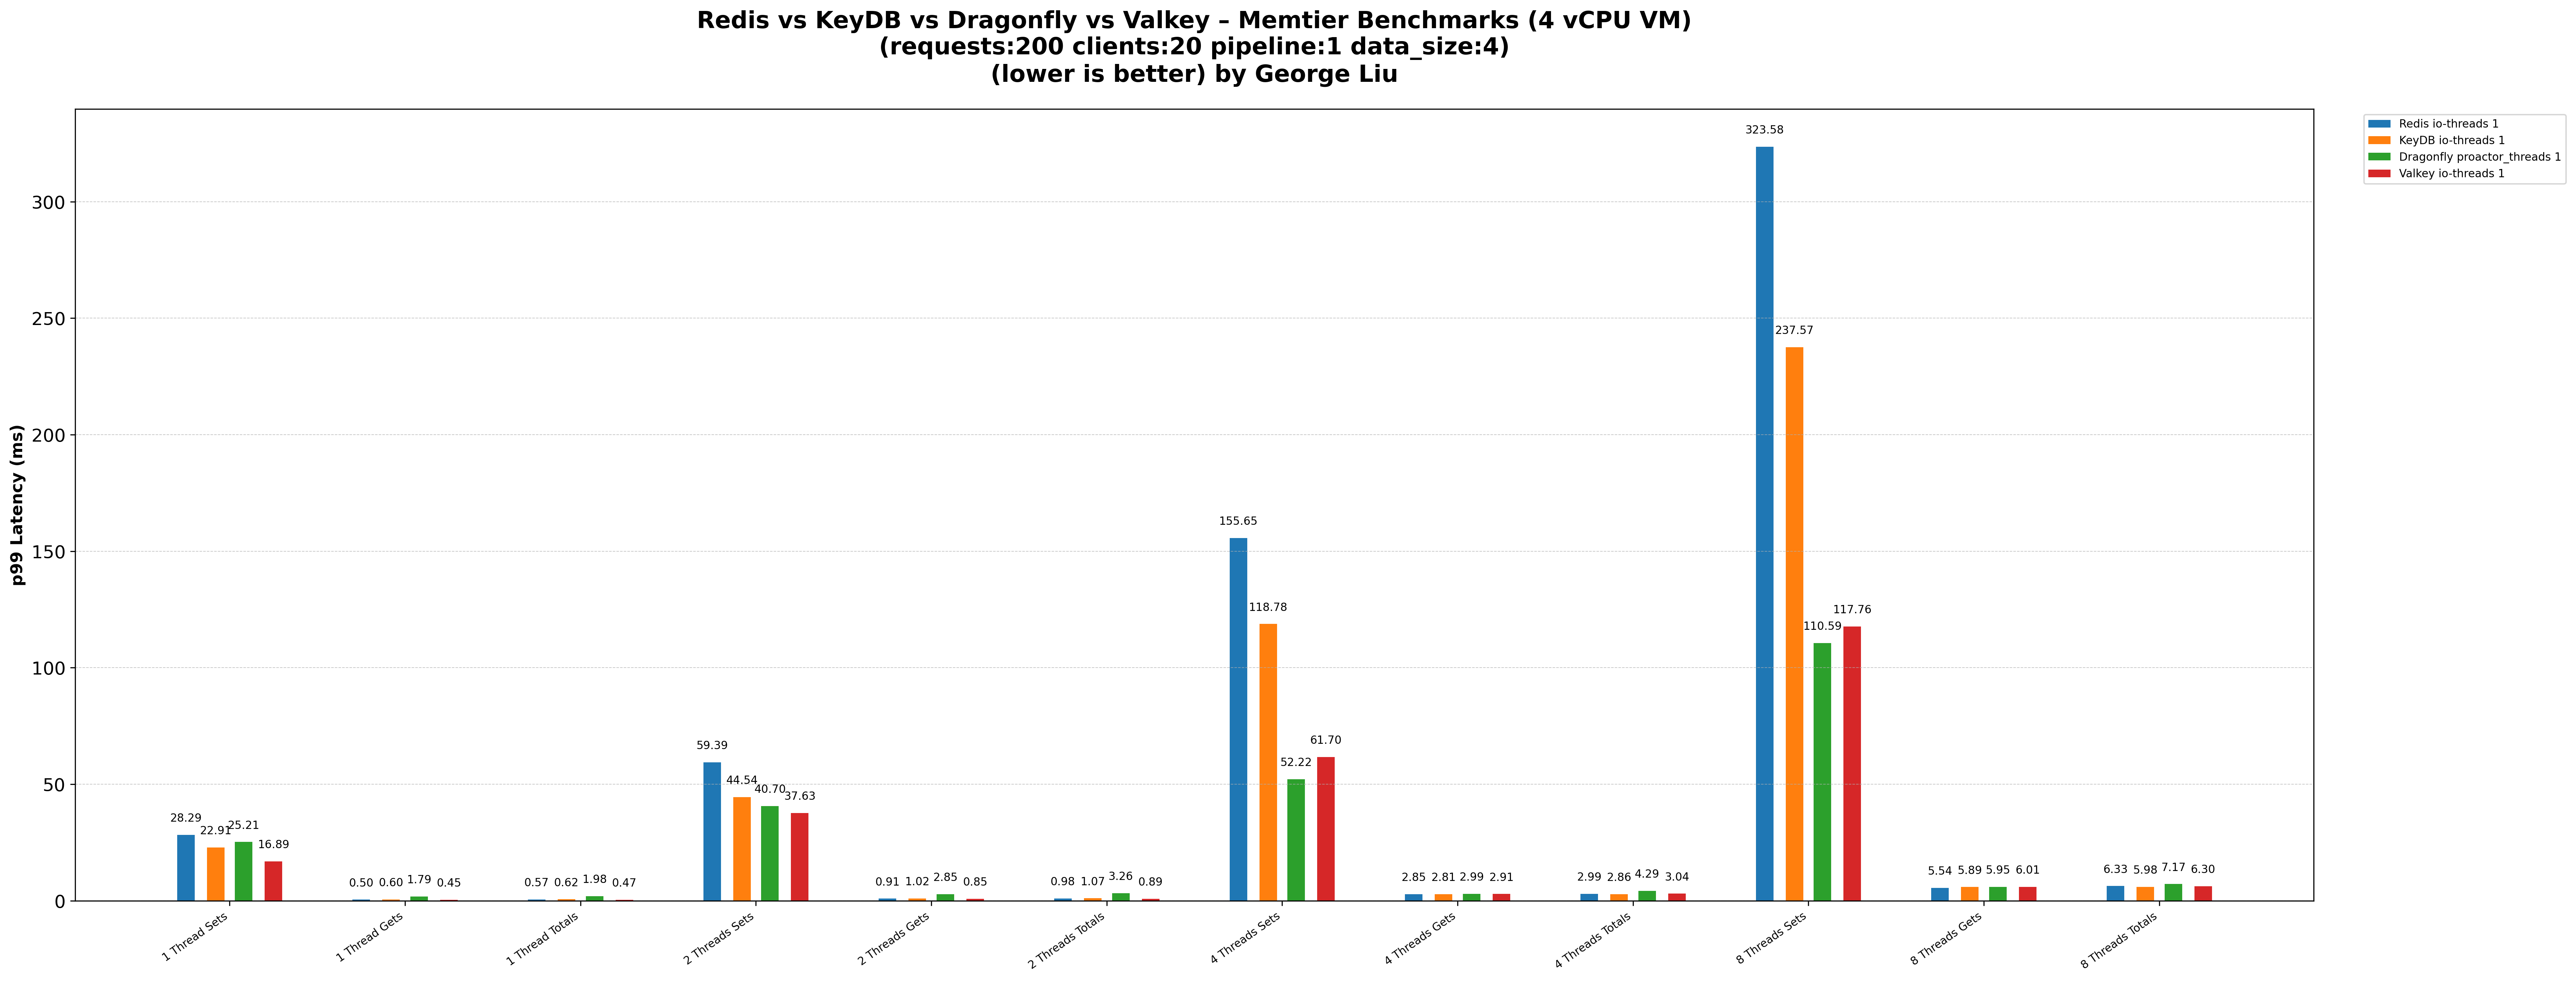 Redis vs KeyDB vs Dragonfly vs Valkey – Memtier Benchmarks (4 vCPU VM)
(requests:200 clients:20 pipeline:1 data_size:4)
(lower is better) by George Liu
Redis io-threads 1
KeyDB io-threads 1
Dragonfly proactor_threads 1
Valkey io-threads 1
p99 Latency (ms)
300
250
200
150
100
50
0
28.29 22.91 25.21 16.89
0.50 0.60 1.79 0.45
0.57 0.62 1.98 0.47
59.39 44.54 40.70 37.63
0.91 1.02 2.85 0.85
0.98 1.07 3.26 0.89
155.65 118.78 52.22 61.70
2.85 2.81 2.99 2.91
2.99 2.86 4.29 3.04
323.58 237.57 110.59 117.76
5.54 5.89 5.95 6.01
6.33 5.98 7.17 6.30
1 Thread Sets
1 Thread Gets
1 Thread Totals
2 Threads Sets
2 Threads Gets
2 Threads Totals
4 Threads Sets
4 Threads Gets
4 Threads Totals
8 Threads Sets
8 Threads Gets
8 Threads Totals